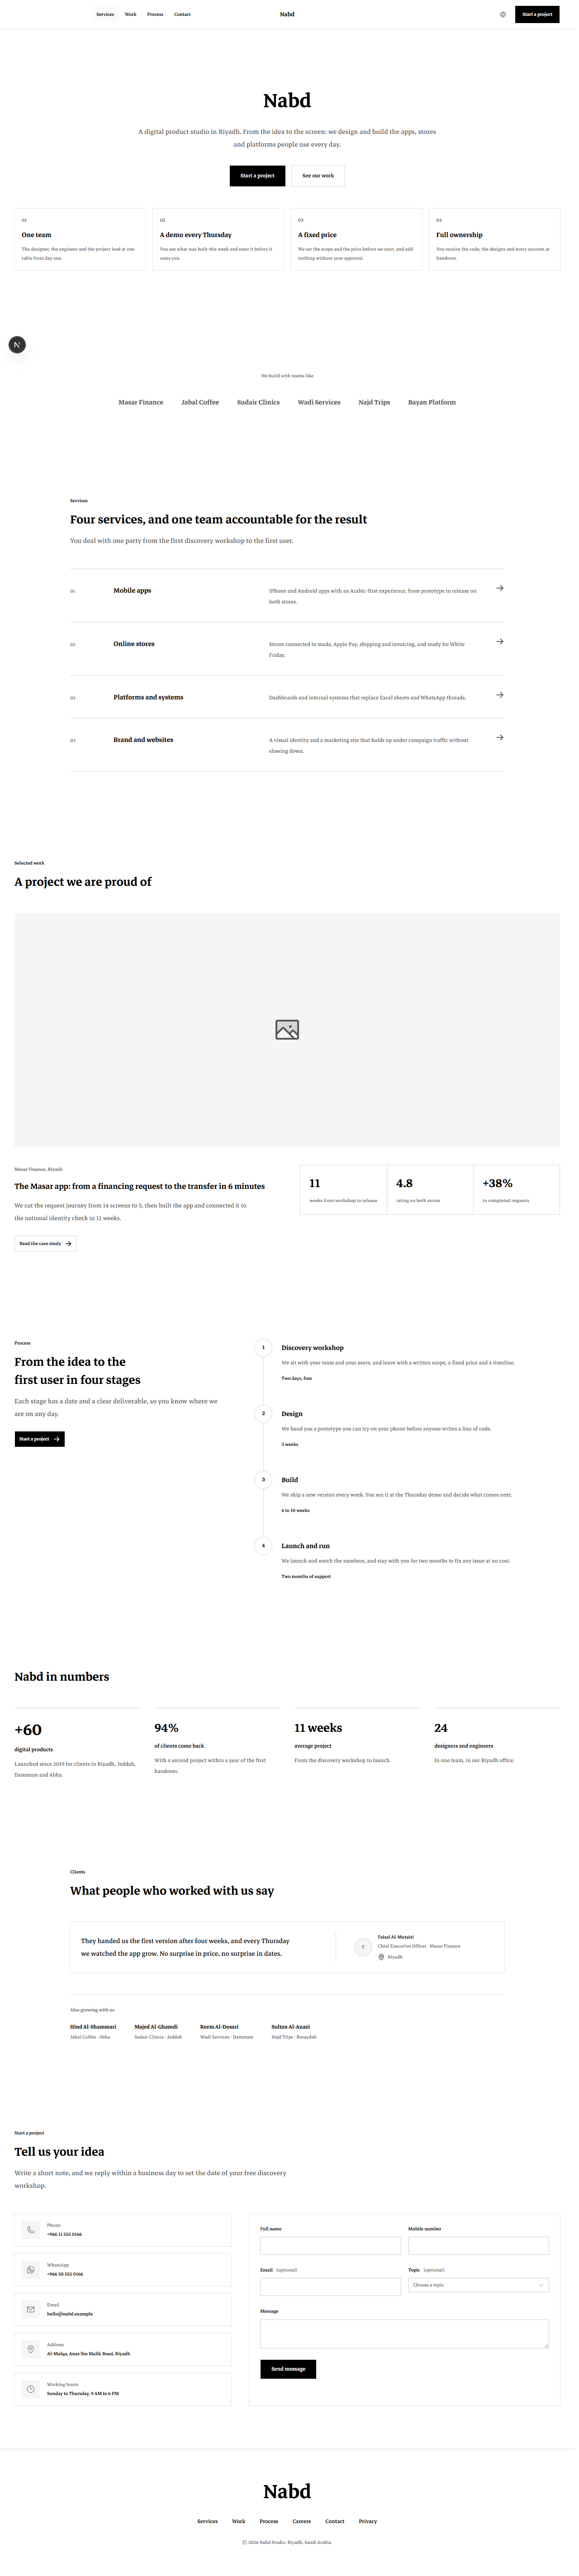 Services Work Process Contact Nabd Start a project
Nabd
A digital product studio in Riyadh. From the idea to the screen: we design and build the apps, stores
and platforms people use every day.
Start a project See our work
01 02 03 04
One team A demo every Thursday A fixed price Full ownership
The designer, the engineer and the project lead at one
table from day one.
You see what was built this week and steer it before it
costs you.
We set the scope and the price before we start, and add
nothing without your approval.
You receive the code, the designs and every account at
handover.
N
We build with teams like
Masar Finance Jabal Coffee Sudair Clinics Wadi Services Najd Trips Bayan Platform
Services
Four services, and one team accountable for the result
You deal with one party from the first discovery workshop to the first user.
01 Mobile apps iPhone and Android apps with an Arabic-first experience, from prototype to release on
both stores.
02 Online stores Stores connected to mada, Apple Pay, shipping and invoicing, and ready for White
Friday.
03 Platforms and systems Dashboards and internal systems that replace Excel sheets and WhatsApp threads.
04 Brand and websites A visual identity and a marketing site that holds up under campaign traffic without
slowing down.
Selected work
A project we are proud of
Masar Finance, Riyadh
The Masar app: from a financing request to the transfer in 6 minutes
We cut the request journey from 14 screens to 5, then built the app and connected it to
the national identity check in 11 weeks.
Read the case study
11 4.8 +38%
weeks from workshop to release rating on both stores in completed requests
Process
From the idea to the
first user in four stages
Each stage has a date and a clear deliverable, so you know where we
are on any day.
Start a project
1 Discovery workshop
We sit with your team and your users, and leave with a written scope, a fixed price and a timeline.
Two days, free
2 Design
We hand you a prototype you can try on your phone before anyone writes a line of code.
3 weeks
3 Build
We ship a new version every week. You see it at the Thursday demo and decide what comes next.
6 to 10 weeks
4 Launch and run
We launch and watch the numbers, and stay with you for two months to fix any issue at no cost.
Two months of support
Nabd in numbers
+60 94% 11 weeks 24
digital products of clients come back average project designers and engineers
Launched since 2019 for clients in Riyadh, Jeddah,
Dammam and Abha.
With a second project within a year of the first
handover.
From the discovery workshop to launch.
In one team, in our Riyadh office.
Clients
What people who worked with us say
They handed us the first version after four weeks, and every Thursday
we watched the app grow. No surprise in price, no surprise in dates.
F
Faisal Al-Mutairi
Chief Executive Officer · Masar Finance
Riyadh
Also growing with us
Hind Al-Shammari Majed Al-Ghamdi Reem Al-Dosari Sultan Al-Anazi
Jabal Coffee · Abha Sudair Clinics · Jeddah Wadi Services · Dammam Najd Trips · Buraydah
Start a project
Tell us your idea
Write a short note, and we reply within a business day to set the date of your free discovery
workshop.
Phone
+966 11 555 0166
WhatsApp
+966 50 555 0166
Email
hello@nabd.example
Address
Al-Malqa, Anas Ibn Malik Road, Riyadh
Working hours
Sunday to Thursday, 9 AM to 6 PM
Full name Mobile number
Email (optional) Topic (optional)
Choose a topic
Message
Send message
Nabd
Services Work Process Careers Contact Privacy
© 2026 Nabd Studio. Riyadh, Saudi Arabia.